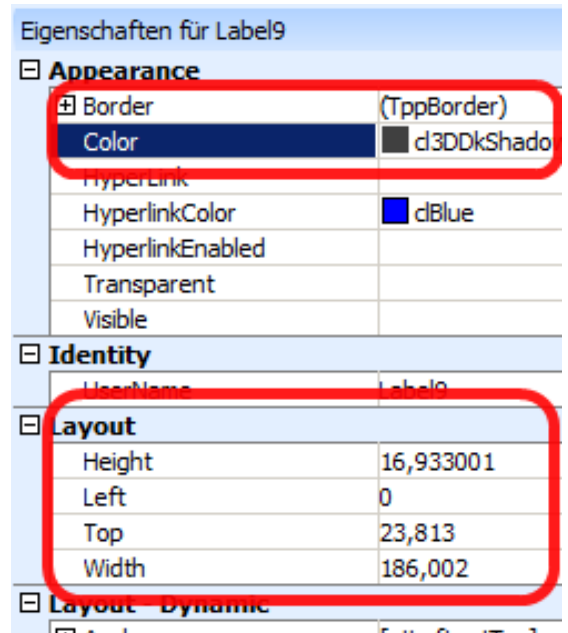 Eigenschaften für Label9
Appearance
Border (TppBorder)
Color cl3DDkShadow
HyperLink
HyperlinkColor clBlue
HyperlinkEnabled
Transparent
Visible
Identity
UserName Label9
Layout
Height 16,933001
Left 0
Top 23,813
Width 186,002
Layout - Dynamic